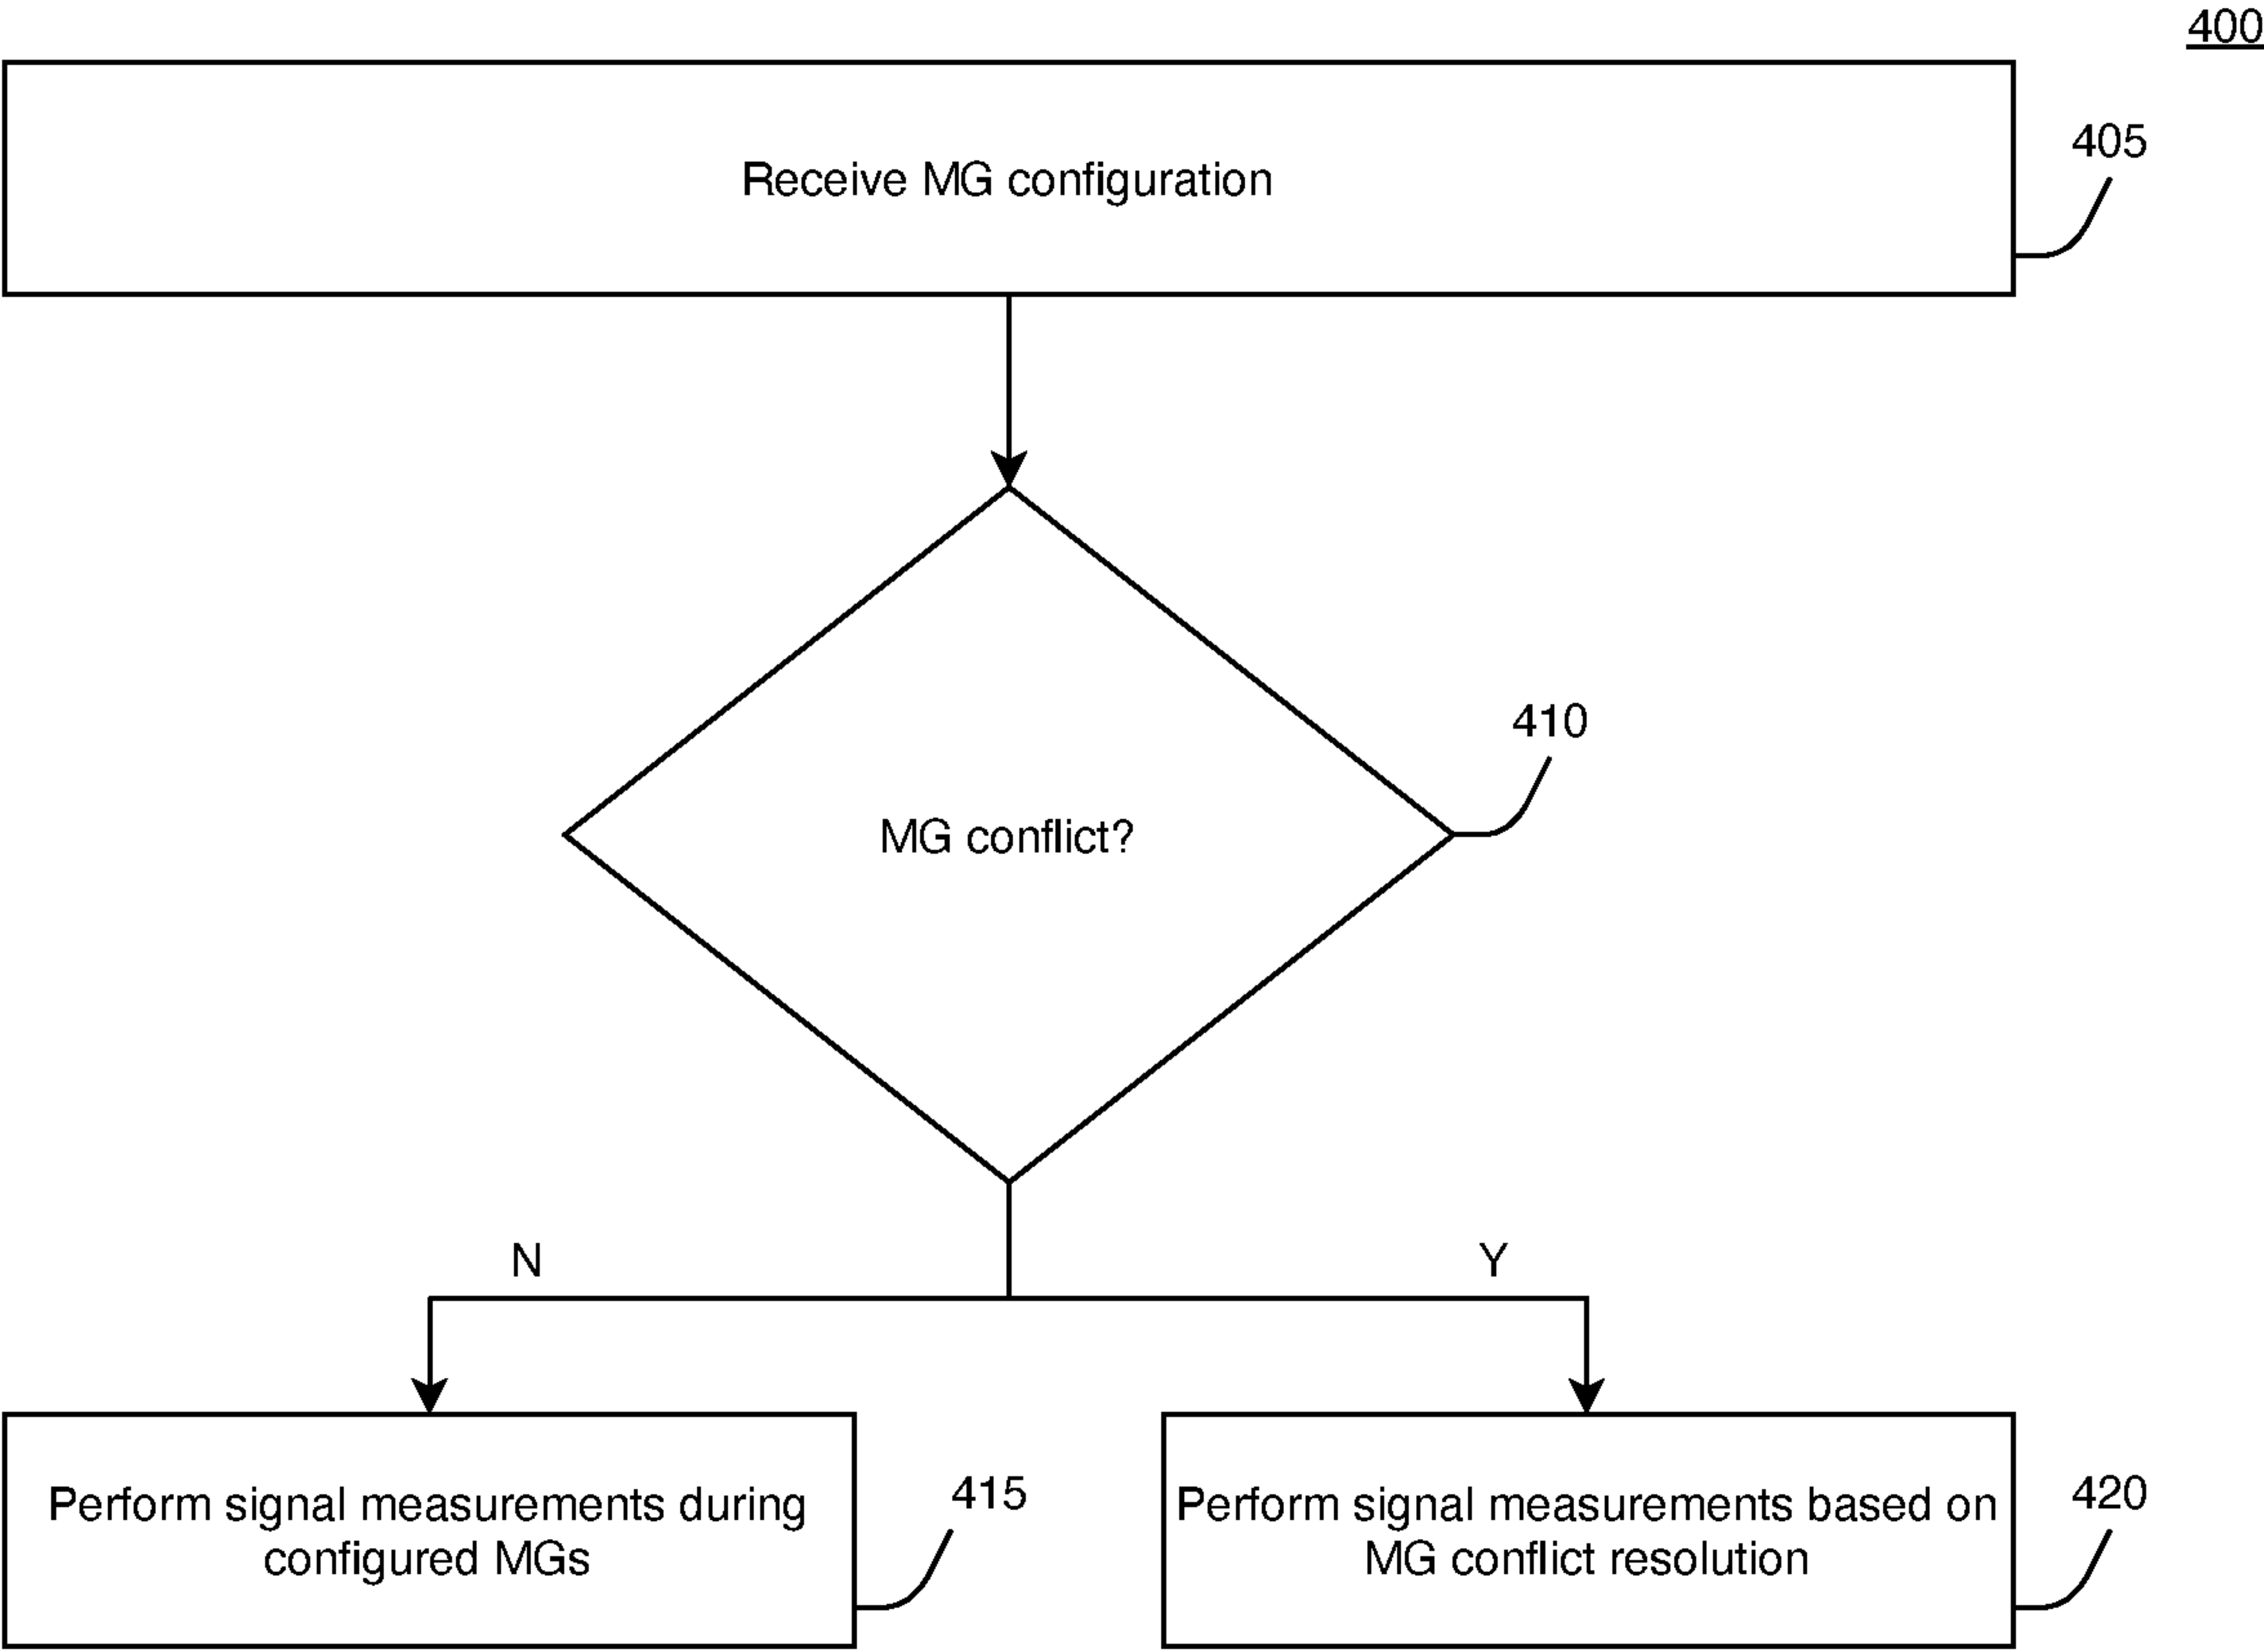 400
Receive MG configuration
405
MG conflict?
410
N
Y
Perform signal measurements during
configured MGs
415
Perform signal measurements based on
MG conflict resolution
420